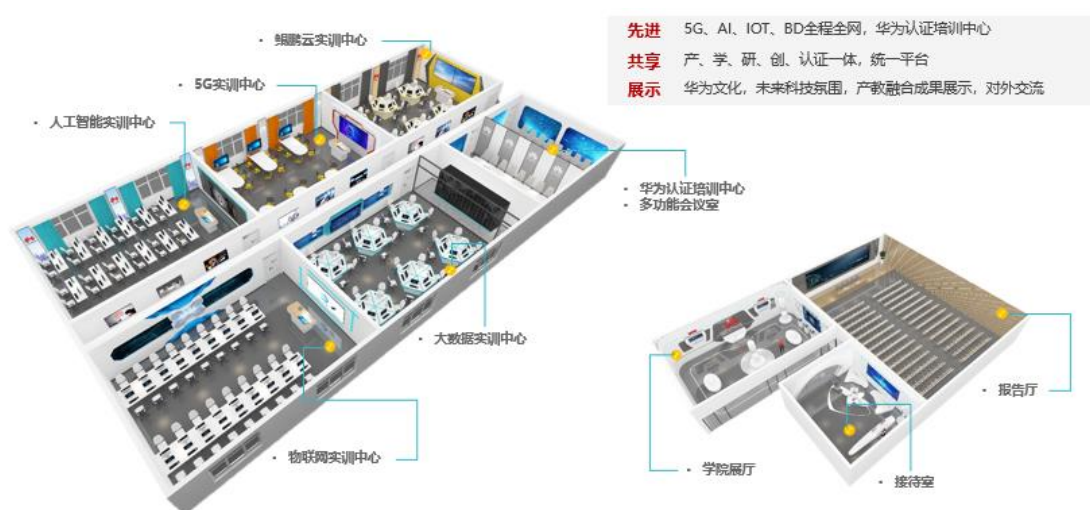 先进 5G、AI、IOT、BD全程全网，华为认证培训中心
共享 产、学、研、创、认证一体，统一平台
展示 华为文化，未来科技氛围，产教融合成果展示，对外交流
· 鲲鹏云实训中心
· 5G实训中心
· 人工智能实训中心
· 华为认证培训中心
· 多功能会议室
· 大数据实训中心
· 物联网实训中心
· 报告厅
· 学院展厅
· 接待室